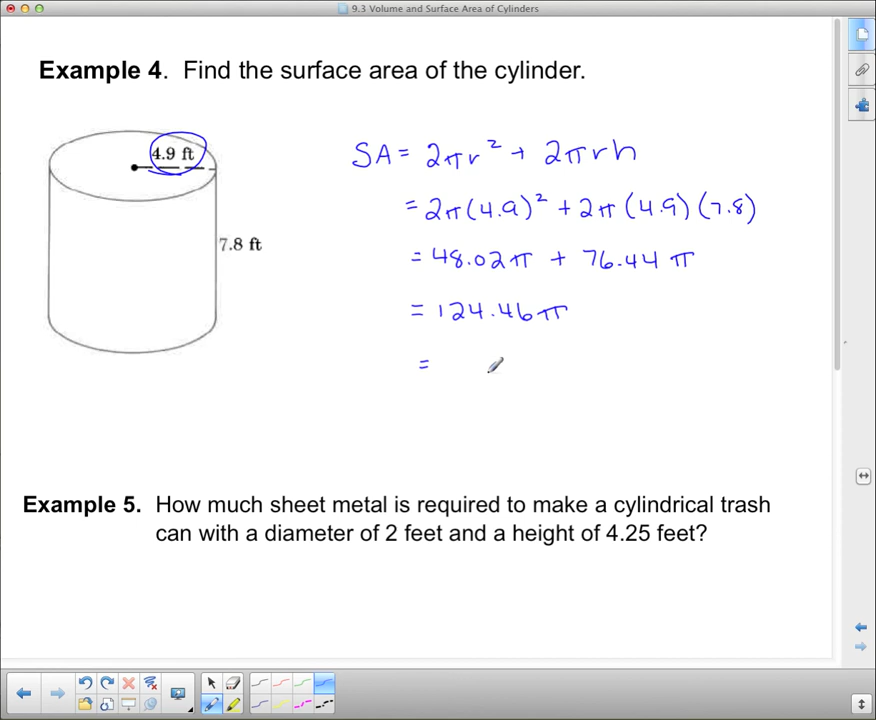 9.3 Volume and Surface Area of Cylinders
Example 4. Find the surface area of the cylinder.
4.9 ft
7.8 ft
SA = 2πr² + 2πrh
= 2π(4.9)² + 2π(4.9)(7.8)
= 48.02π + 76.44π
= 124.46π
=
Example 5. How much sheet metal is required to make a cylindrical trash
can with a diameter of 2 feet and a height of 4.25 feet?